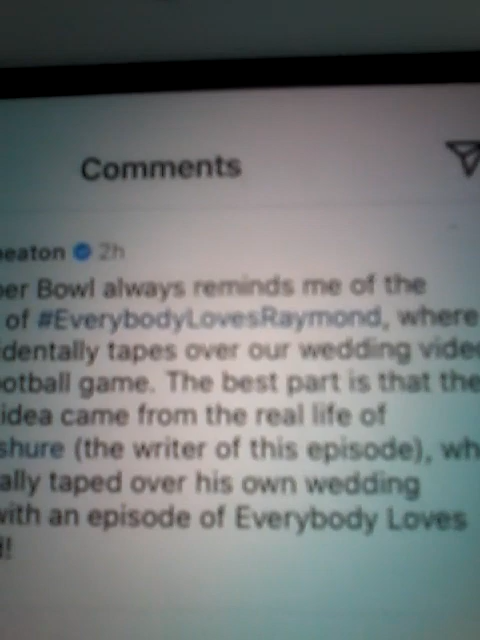 Comments
eaton 2h
er Bowl always reminds me of the
of #EverybodyLovesRaymond, where
dentally tapes over our wedding vide
otball game. The best part is that the
idea came from the real life of
shure (the writer of this episode), wh
ally taped over his own wedding
with an episode of Everybody Loves
!